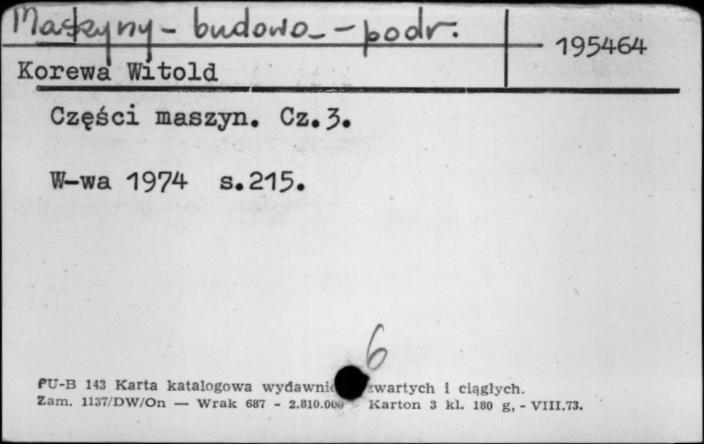 Maszyny - budowa - podr.
195464
Korewa Witold
Części maszyn. Cz.3.
W-wa 1974 s.215.
6
PU-B 143 Karta katalogowa wydawnic zwartych i ciągłych.
Zam. 1137/DW/On — Wrak 687 - 2.810.000 - Karton 3 kl. 180 g, - VIII.73.